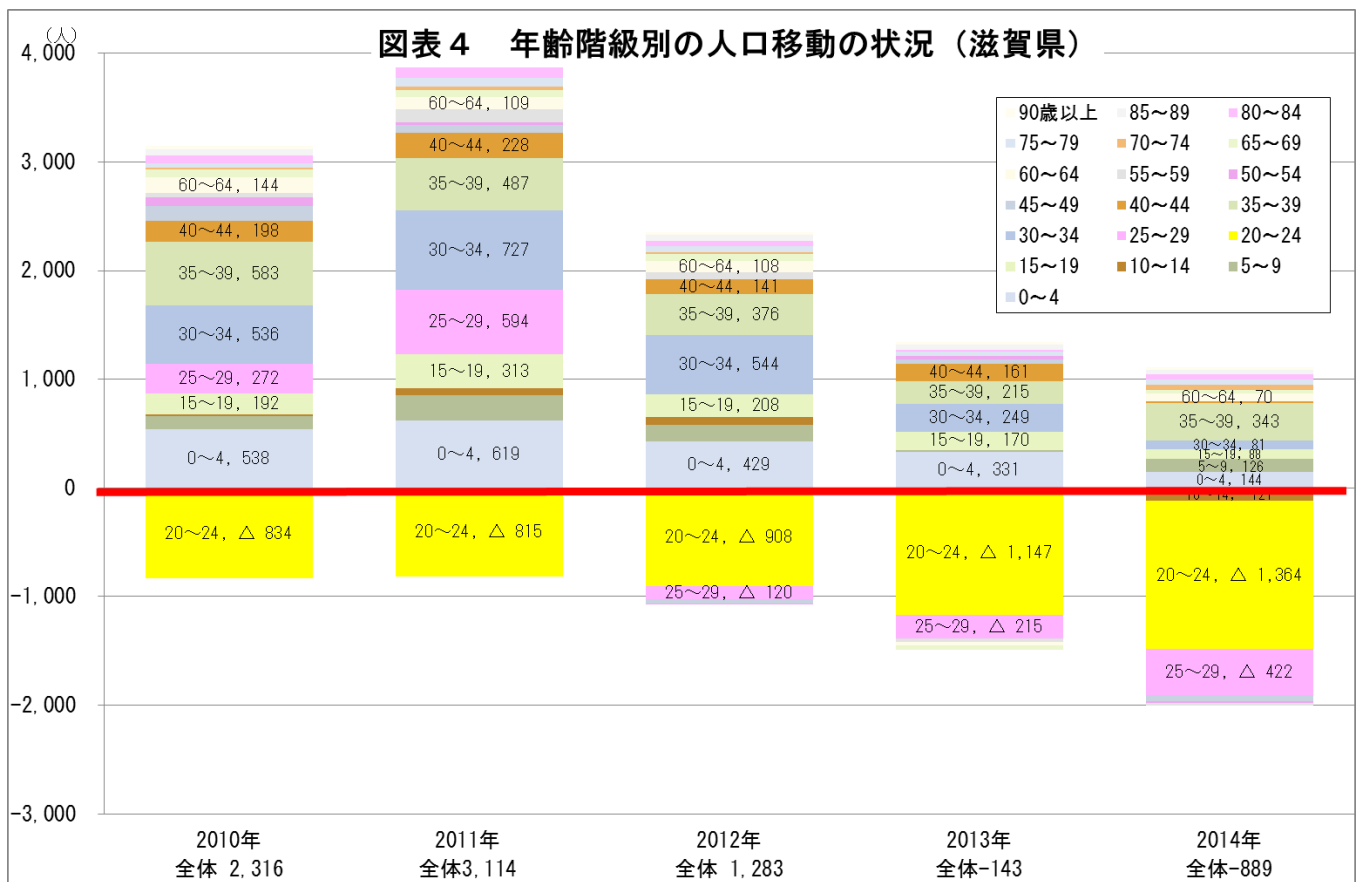 図表４　年齢階級別の人口移動の状況（滋賀県）
(人)
4,000
3,000
2,000
1,000
0
-1,000
-2,000
-3,000
90歳以上 85～89 80～84
75～79 70～74 65～69
60～64 55～59 50～54
45～49 40～44 35～39
30～34 25～29 20～24
15～19 10～14 5～9
0～4
60～64, 144
40～44, 198
35～39, 583
30～34, 536
25～29, 272
15～19, 192
0～4, 538
20～24, △ 834
60～64, 109
40～44, 228
35～39, 487
30～34, 727
25～29, 594
15～19, 313
0～4, 619
20～24, △ 815
60～64, 108
40～44, 141
35～39, 376
30～34, 544
15～19, 208
0～4, 429
20～24, △ 908
25～29, △ 120
40～44, 161
35～39, 215
30～34, 249
15～19, 170
0～4, 331
20～24, △ 1,147
25～29, △ 215
60～64, 70
35～39, 343
30～34, 81
15～19, 88
5～9, 126
0～4, 144
20～24, △ 1,364
25～29, △ 422
2010年
全体 2,316
2011年
全体3,114
2012年
全体 1,283
2013年
全体-143
2014年
全体-889